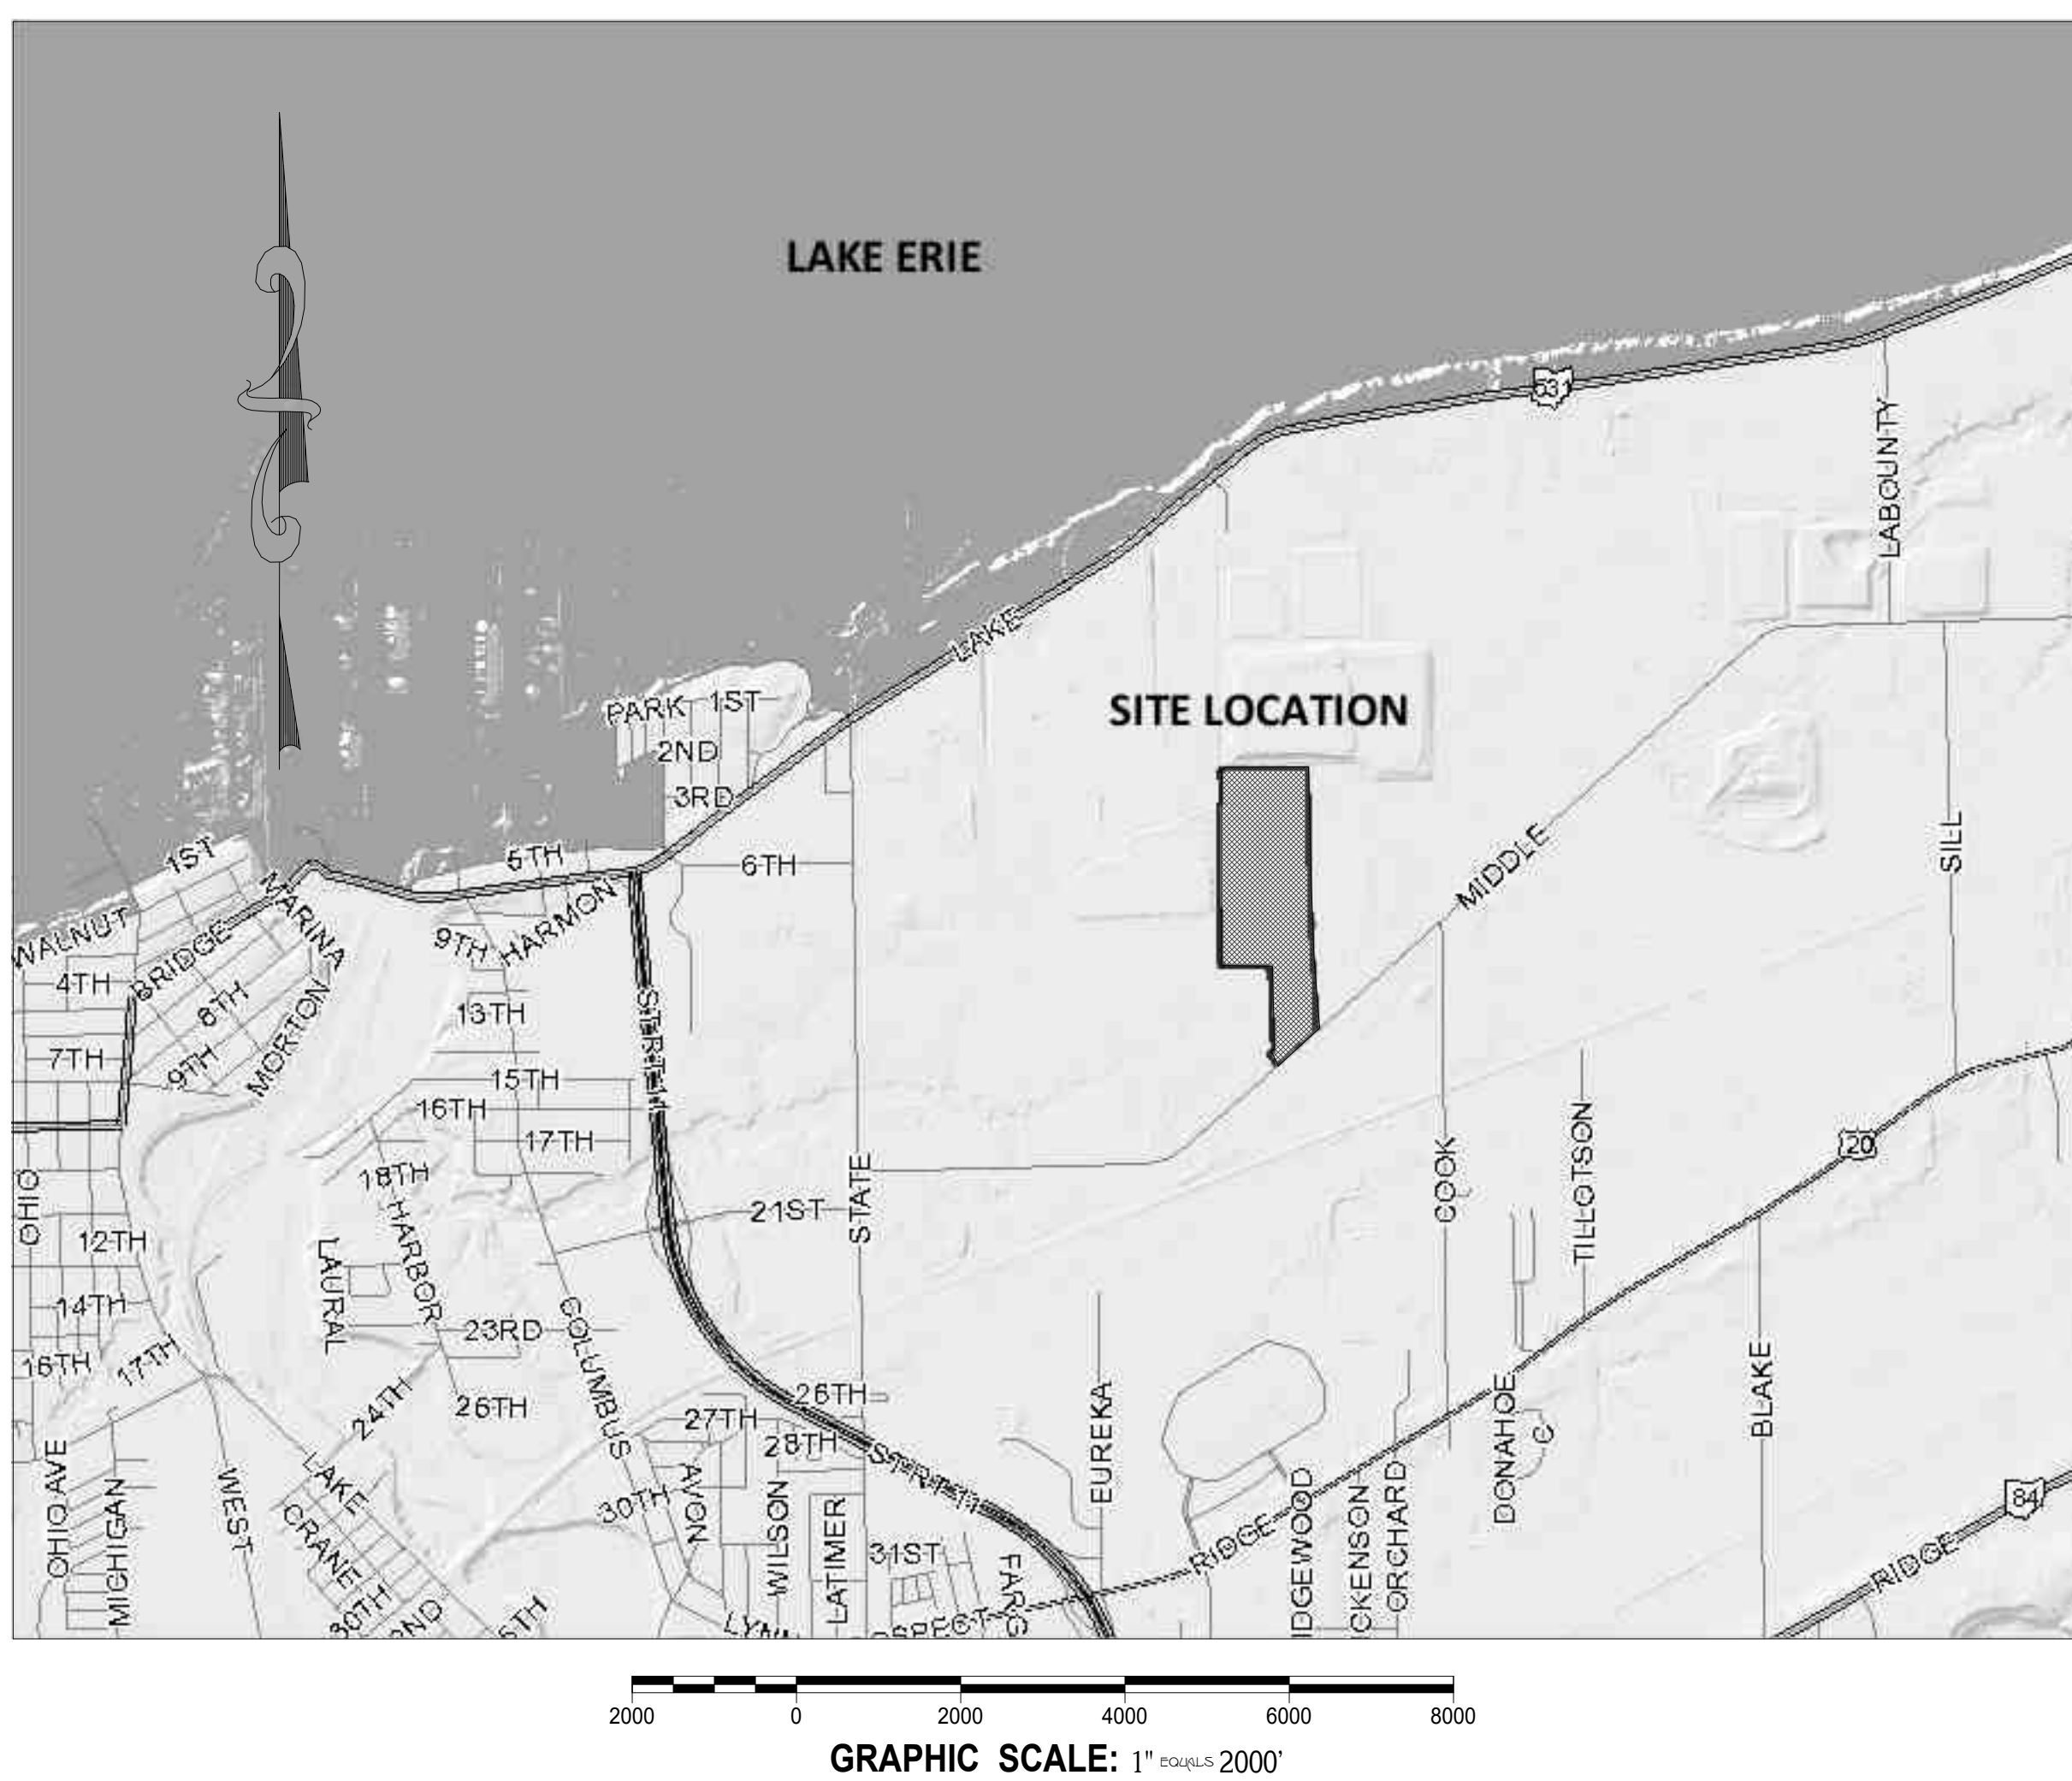 LAKE ERIE
531
LABOUNTY
LAKE
SITE LOCATION
PARK
1ST
2ND
3RD
MIDDLE
SILL
1ST
5TH
6TH
MARINA
HARMON
WALNUT
BRIDGE
9TH
4TH
8TH
MORTON
13TH
7TH
9TH
15TH
16TH
17TH
STATE
COOK
TILLOTSON
20
18TH
OHIO
21ST
HARBOR
12TH
LAURAL
14TH
23RD
COLUMBUS
16TH
17TH
24TH
26TH
26TH
27TH
28TH
EUREKA
DONAHOE
C
BLAKE
OHIO AVE
MICHIGAN
WEST
LAKE
CRANE
30TH
AVON
WILSON
LATIMER
31ST
RIDGE
ORCHARD
84
RIDGE
30TH
2000 0 2000 4000 6000 8000
GRAPHIC SCALE: 1" EQUALS 2000'